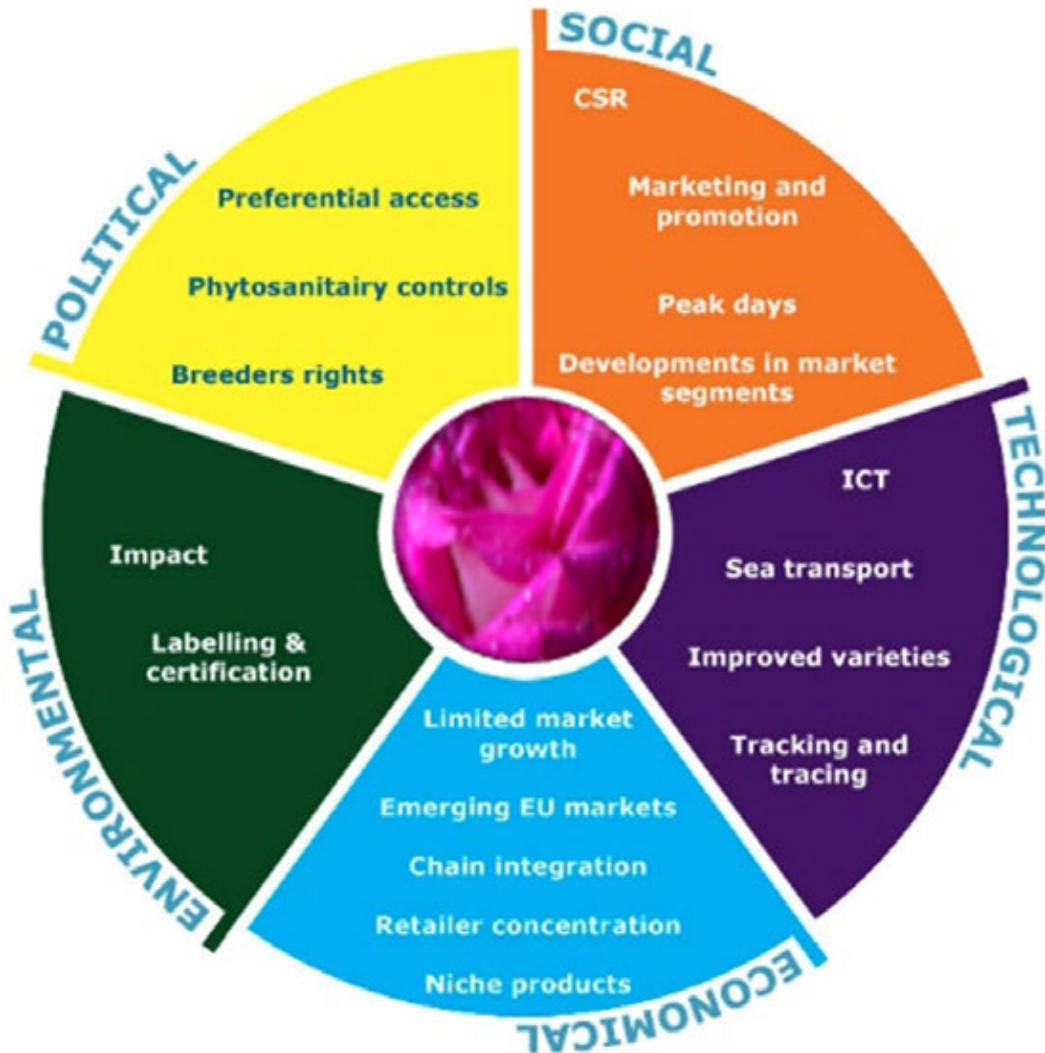 SOCIAL
CSR
Marketing and
promotion
Peak days
Developments in market
segments
TECHNOLOGICAL
ICT
Sea transport
Improved varieties
Tracking and
tracing
ECONOMICAL
Limited market
growth
Emerging EU markets
Chain integration
Retailer concentration
Niche products
ENVIRONMENTAL
Impact
Labelling &
certification
POLITICAL
Preferential access
Phytosanitairy controls
Breeders rights